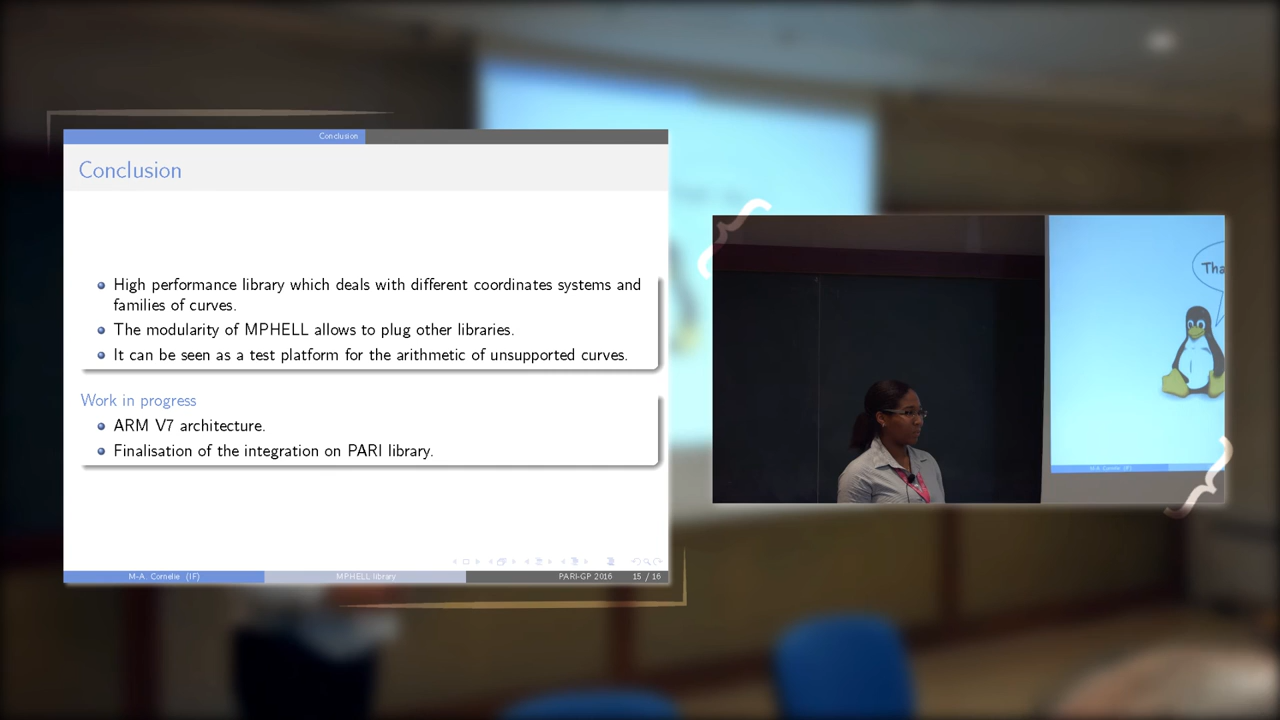 Conclusion
Conclusion
High performance library which deals with different coordinates systems and
families of curves.
The modularity of MPHELL allows to plug other libraries.
It can be seen as a test platform for the arithmetic of unsupported curves.
Work in progress
ARM V7 architecture.
Finalisation of the integration on PARI library.
M-A. Cornelie (IF) MPHELL library PARI-GP 2016 15 / 16
Tha
M-A. Cornelie (IF)